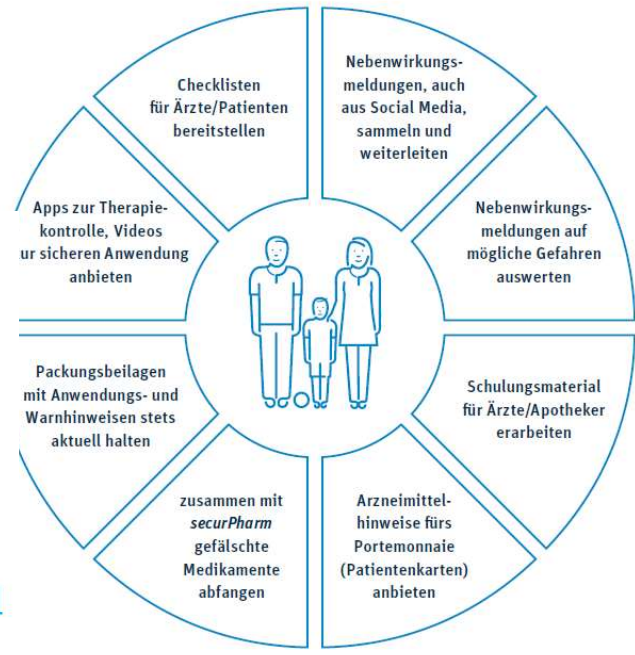 Nebenwirkungs-
meldungen, auch
aus Social Media,
sammeln und
weiterleiten
Nebenwirkungs-
meldungen auf
mögliche Gefahren
auswerten
Schulungsmaterial
für Ärzte/Apotheker
erarbeiten
Arzneimittel-
hinweise fürs
Portemonnaie
(Patientenkarten)
anbieten
zusammen mit
securPharm
gefälschte
Medikamente
abfangen
Packungsbeilagen
mit Anwendungs- und
Warnhinweisen stets
aktuell halten
Apps zur Therapie-
kontrolle, Videos
ur sicheren Anwendung
anbieten
Checklisten
für Ärzte/Patienten
bereitstellen